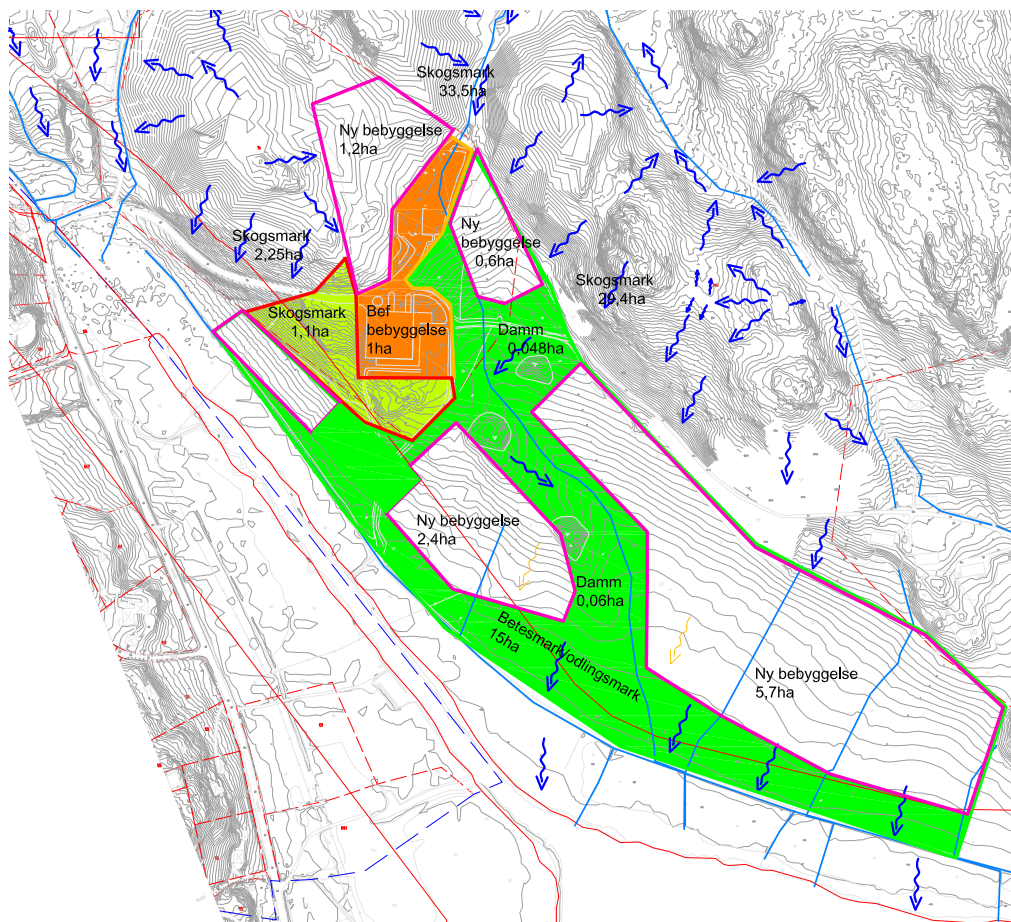 Skogsmark
33,5ha
Ny bebyggelse
1,2ha
Ny
bebyggelse
0,6ha
Skogsmark
2,25ha
Skogsmark
29,4ha
Skogsmark
1,1ha
Bef
bebyggelse
1ha
Damm
0,048ha
Ny bebyggelse
2,4ha
Damm
0,06ha
Betesmark/odlingsmark
15ha
Ny bebyggelse
5,7ha